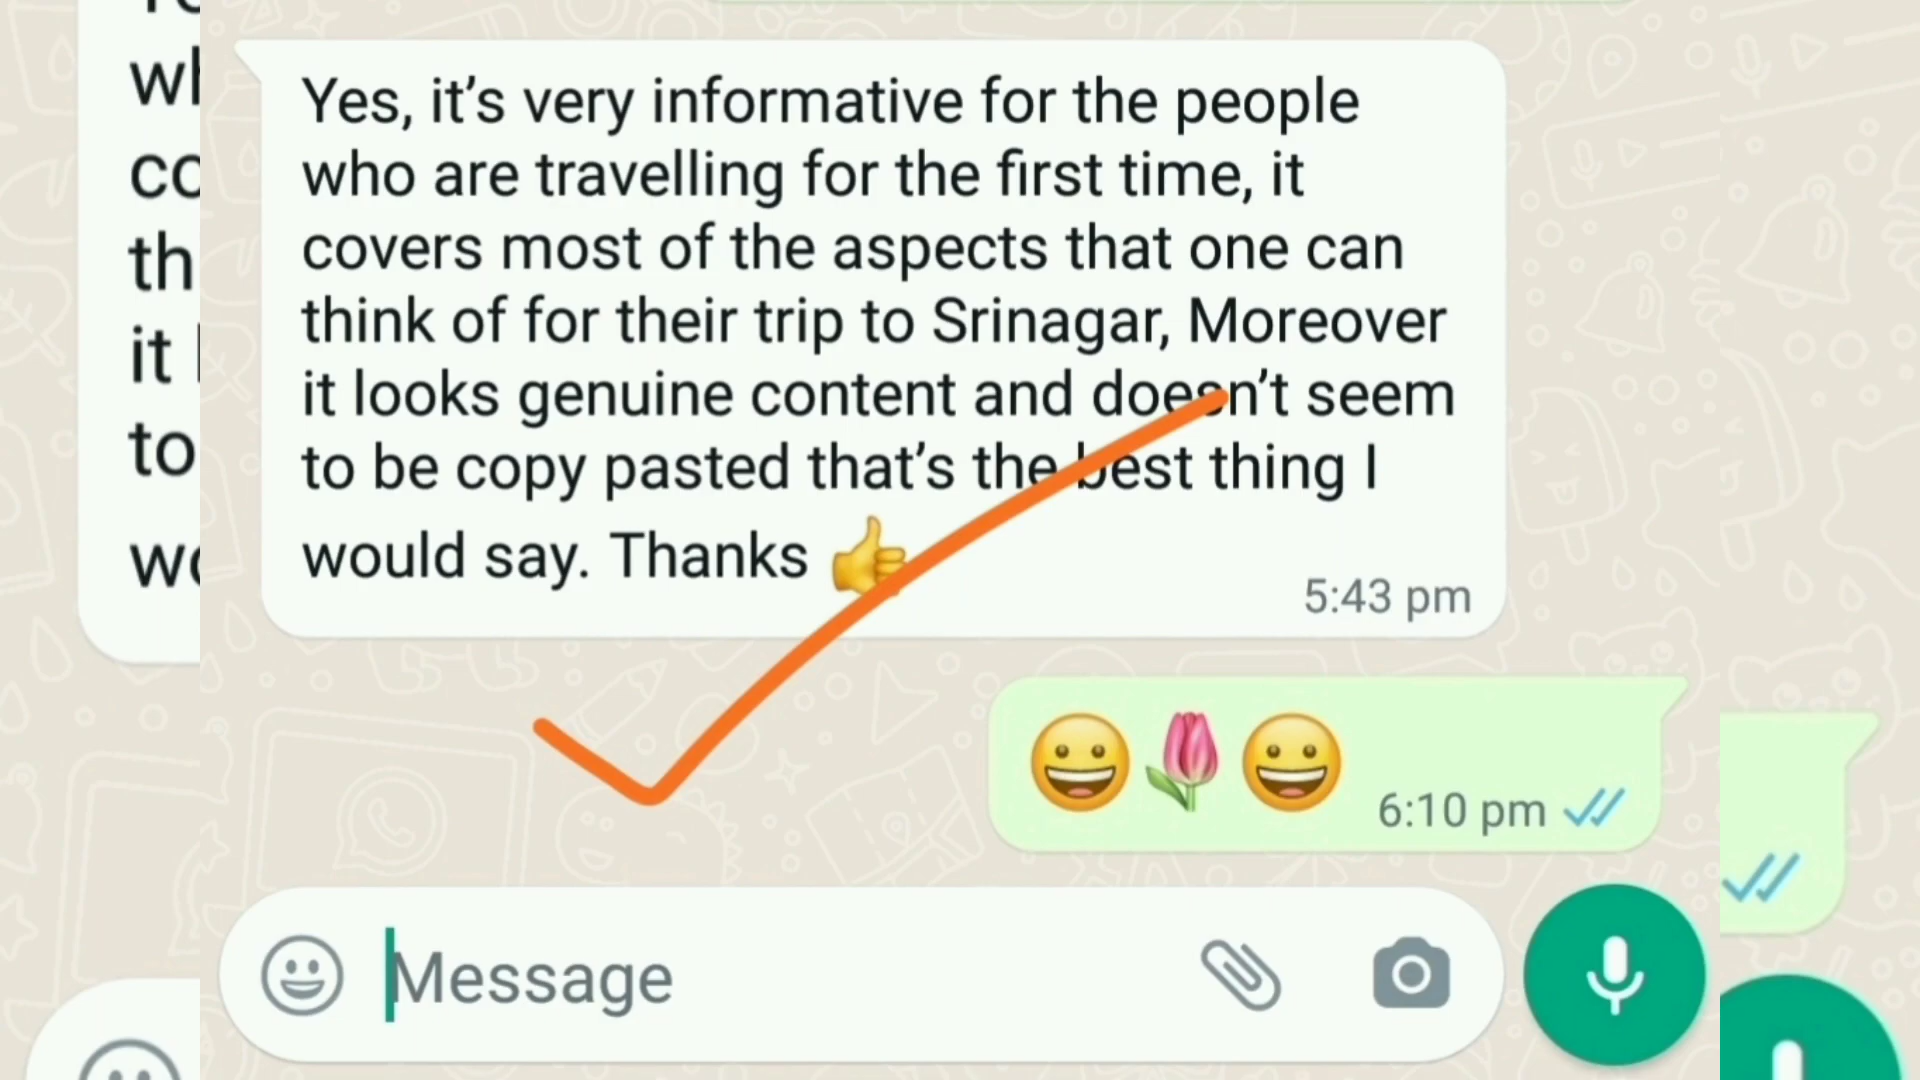 Yes, it’s very informative for the people
who are travelling for the first time, it
covers most of the aspects that one can
think of for their trip to Srinagar, Moreover
it looks genuine content and doesn’t seem
to be copy pasted that’s the best thing I
would say. Thanks 👍
5:43 pm
😀🌷😀 6:10 pm
Message